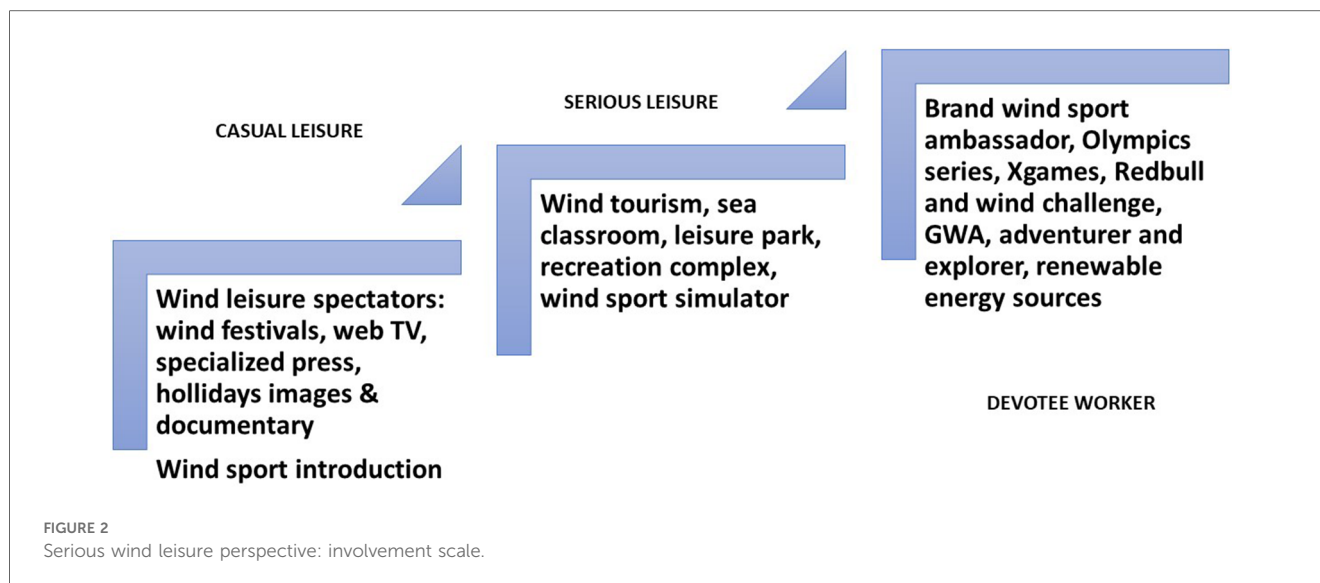 CASUAL LEISURE
Wind leisure spectators:
wind festivals, web TV,
specialized press,
hollidays images &
documentary
Wind sport introduction
SERIOUS LEISURE
Wind tourism, sea
classroom, leisure park,
recreation complex,
wind sport simulator
Brand wind sport
ambassador, Olympics
series, Xgames, Redbull
and wind challenge,
GWA, adventurer and
explorer, renewable
energy sources
DEVOTEE WORKER
FIGURE 2
Serious wind leisure perspective: involvement scale.